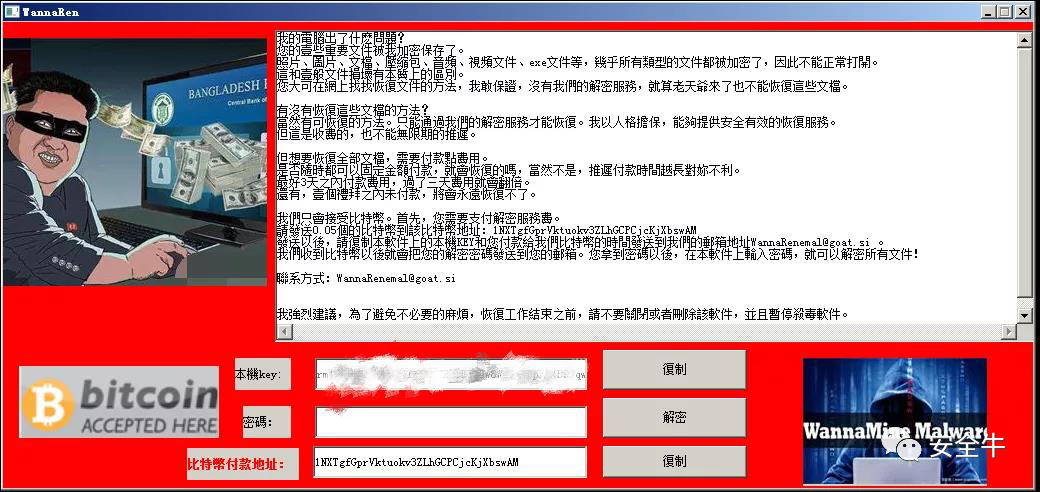 WannaRen
BANGLADESH
Central Bank of
我的電腦出了什麼問題?
您的壹些重要文件被我加密保存了。
照片、圖片、文檔、壓縮包、音頻、視頻文件、exe文件等,幾乎所有類型的文件都被加密了,因此不能正常打開。
這和壹般文件損壞有本質上的區別。
您大可在網上找找恢復文件的方法,我敢保證,沒有我們的解密服務,就算老天爺來了也不能恢復這些文檔。
有沒有恢復這些文檔的方法?
當然有可恢復的方法。只能通過我們的解密服務才能恢復。我以人格擔保,能夠提供安全有效的恢復服務。
但這是收費的,也不能無限期的推遲。
但想要恢復全部文檔,需要付款點費用。
是否隨時都可以固定金額付款,就會恢復的嗎,當然不是,推遲付款時間越長對妳不利。
最好3天之內付款費用,過了三天費用就會翻倍。
還有,壹個禮拜之內未付款,將會永遠恢復不了。
我們只會接受比特幣。首先,您需要支付解密服務費。
請發送0.05個的比特幣到該比特幣地址: 1NXTgfGprVktuokv3ZLhGCPCjcKjXbswAM
發送以後,請復制本軟件上的本機KEY和您付款給我們比特幣的時間發送到我們的郵箱地址WannaRenemal@goat.si 。
我們收到比特幣以後就會把您的解密密碼發送到您的郵箱。您拿到密碼以後,在本軟件上輸入密碼,就可以解密所有文件!
聯系方式: WannaRenemal@goat.si
我強烈建議,為了避免不必要的麻煩,恢復工作結束之前,請不要關閉或者刪除該軟件,並且暫停殺毒軟件。
bitcoin
ACCEPTED HERE
本機key:
復制
密碼:
解密
比特幣付款地址:
1NXTgfGprVktuokv3ZLhGCPCjcKjXbswAM
復制
WannaMine Malware
安全牛